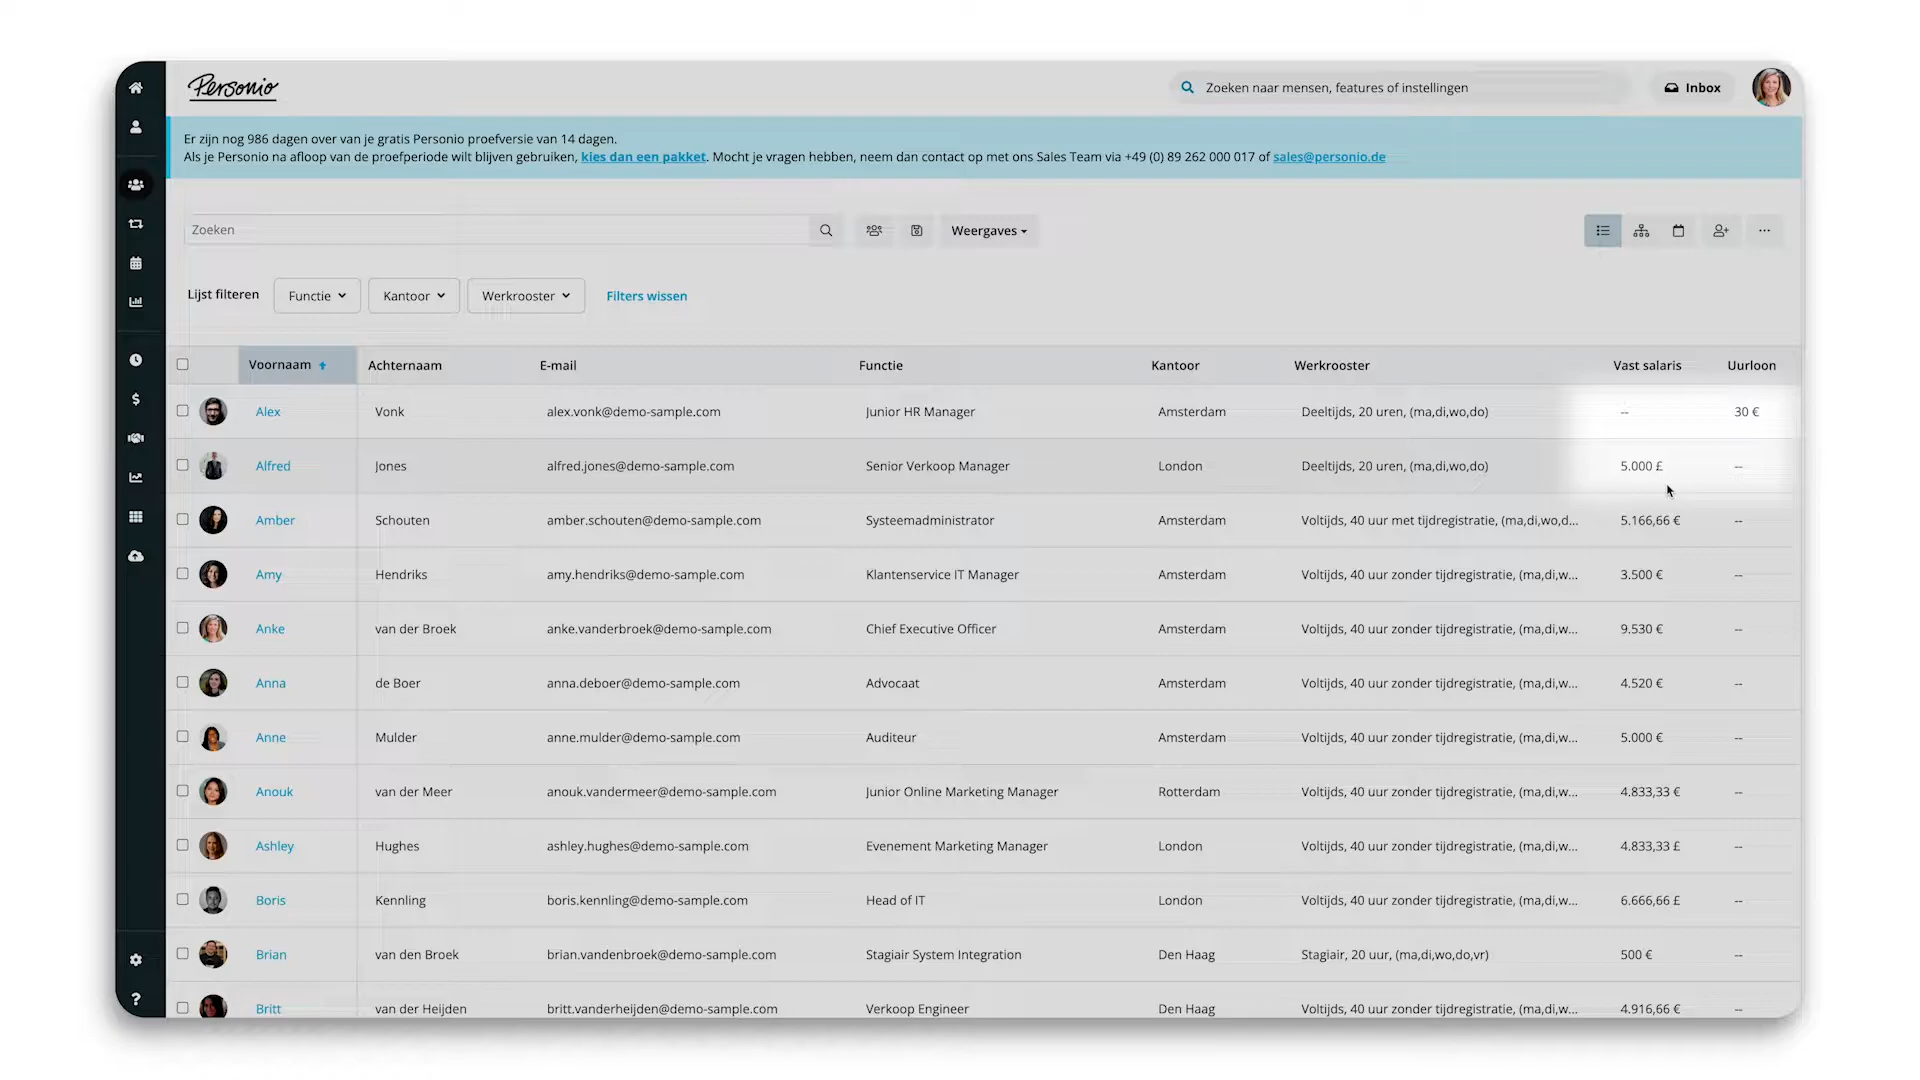 Personio
Zoeken naar mensen, features of instellingen
Inbox
Er zijn nog 986 dagen over van je gratis Personio proefversie van 14 dagen.
Als je Personio na afloop van de proefperiode wilt blijven gebruiken, kies dan een pakket. Mocht je vragen hebben, neem dan contact op met ons Sales Team via +49 (0) 89 262 000 017 of sales@personio.de
Zoeken
Weergaves
Lijst filteren Functie Kantoor Werkrooster Filters wissen
Voornaam Achternaam E-mail Functie Kantoor Werkrooster Vast salaris Uurloon
Alex Vonk alex.vonk@demo-sample.com Junior HR Manager Amsterdam Deeltijds, 20 uren, (ma,di,wo,do) -- 30 €
Alfred Jones alfred.jones@demo-sample.com Senior Verkoop Manager London Deeltijds, 20 uren, (ma,di,wo,do) 5.000 £ --
Amber Schouten amber.schouten@demo-sample.com Systeemadministrator Amsterdam Voltijds, 40 uur met tijdregistratie, (ma,di,wo,d... 5.166,66 € --
Amy Hendriks amy.hendriks@demo-sample.com Klantenservice IT Manager Amsterdam Voltijds, 40 uur zonder tijdregistratie, (ma,di,w... 3.500 € --
Anke van der Broek anke.vanderbroek@demo-sample.com Chief Executive Officer Amsterdam Voltijds, 40 uur zonder tijdregistratie, (ma,di,w... 9.530 € --
Anna de Boer anna.deboer@demo-sample.com Advocaat Amsterdam Voltijds, 40 uur zonder tijdregistratie, (ma,di,w... 4.520 € --
Anne Mulder anne.mulder@demo-sample.com Auditeur Amsterdam Voltijds, 40 uur zonder tijdregistratie, (ma,di,w... 5.000 € --
Anouk van der Meer anouk.vandermeer@demo-sample.com Junior Online Marketing Manager Rotterdam Voltijds, 40 uur zonder tijdregistratie, (ma,di,w... 4.833,33 € --
Ashley Hughes ashley.hughes@demo-sample.com Evenement Marketing Manager London Voltijds, 40 uur zonder tijdregistratie, (ma,di,w... 4.833,33 £ --
Boris Kennling boris.kennling@demo-sample.com Head of IT London Voltijds, 40 uur zonder tijdregistratie, (ma,di,w... 6.666,66 £ --
Brian van den Broek brian.vandenbroek@demo-sample.com Stagiair System Integration Den Haag Stagiair, 20 uur, (ma,di,wo,do,vr) 500 € --
Britt van der Heijden britt.vanderheijden@demo-sample.com Verkoop Engineer Den Haag Voltijds, 40 uur zonder tijdregistratie, (ma,di,w... 4.916,66 € --